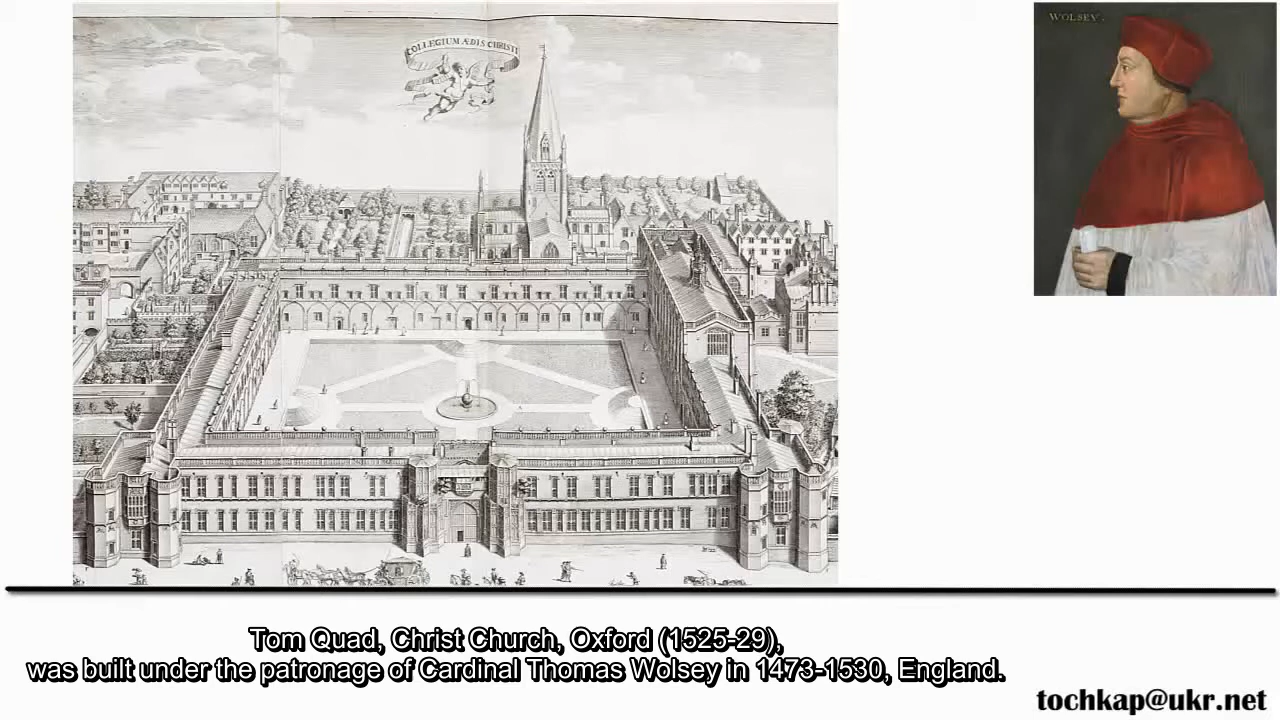 COLLEGIUM ÆDIS CHRISTI
WOLSEY.
Tom Quad, Christ Church, Oxford (1525-29),
was built under the patronage of Cardinal Thomas Wolsey in 1473-1530, England.
tochkap@ukr.net